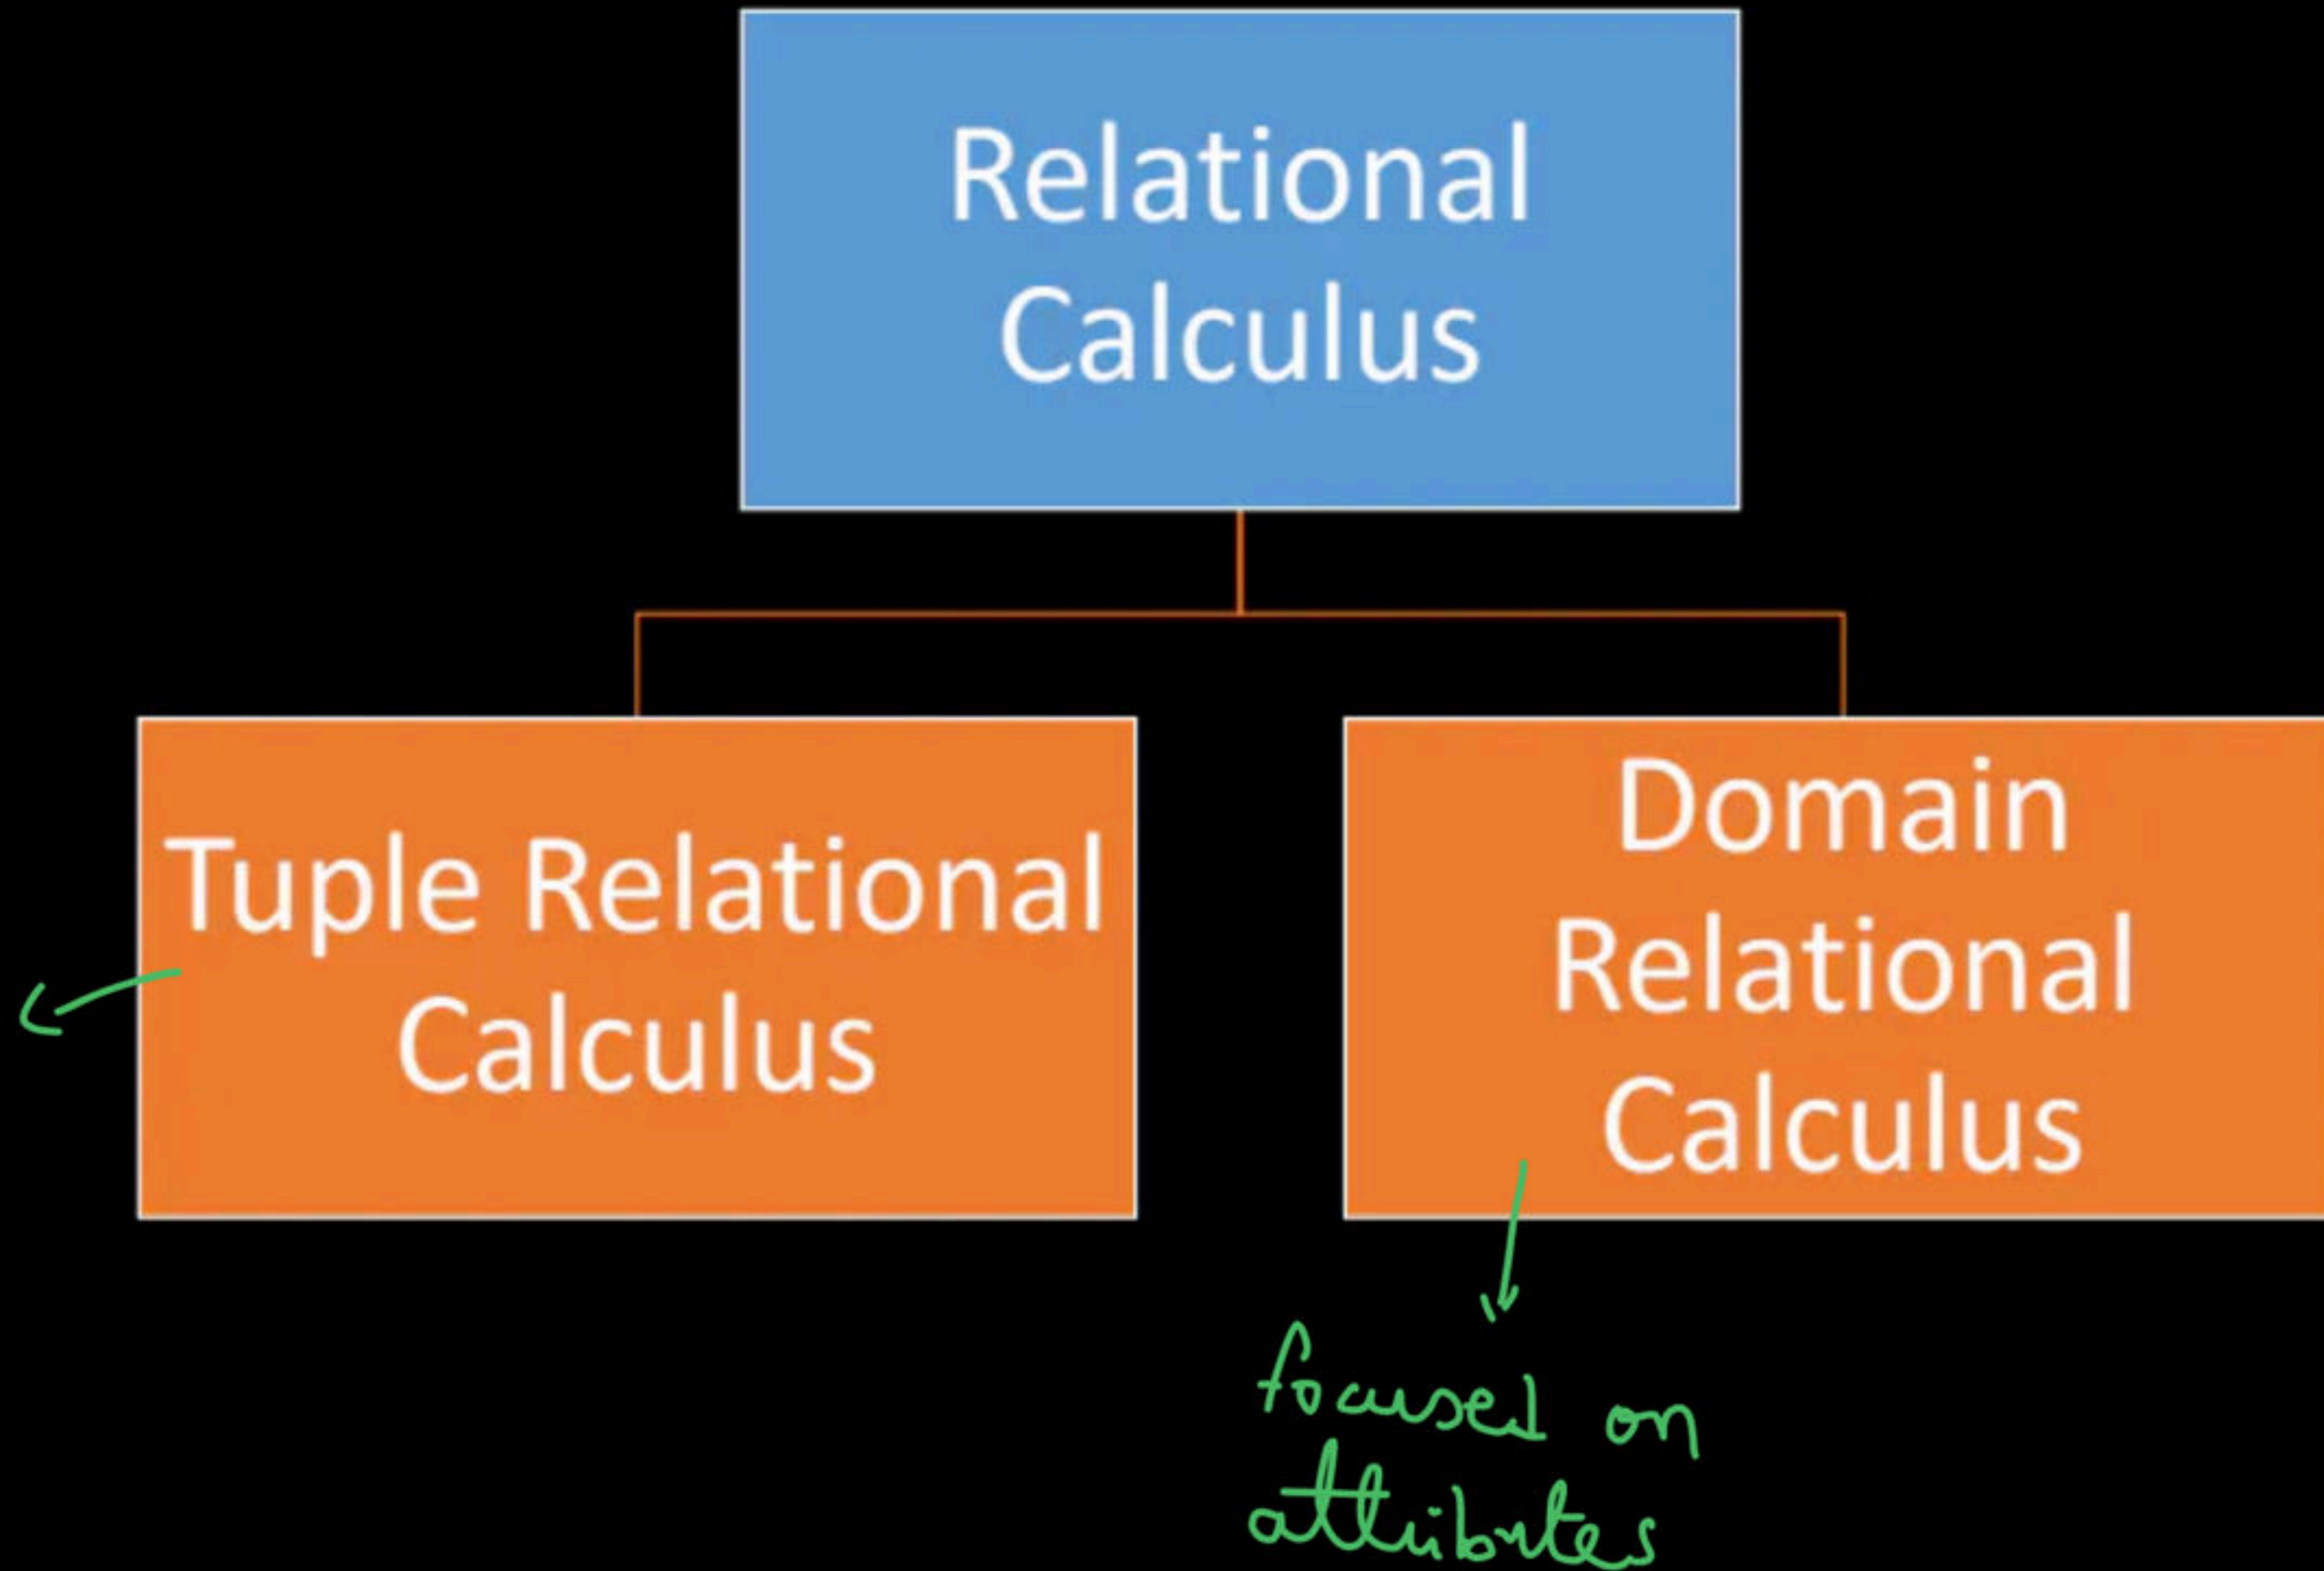 Relational
Calculus
Tuple Relational
Calculus
Domain
Relational
Calculus
focused on
attributes